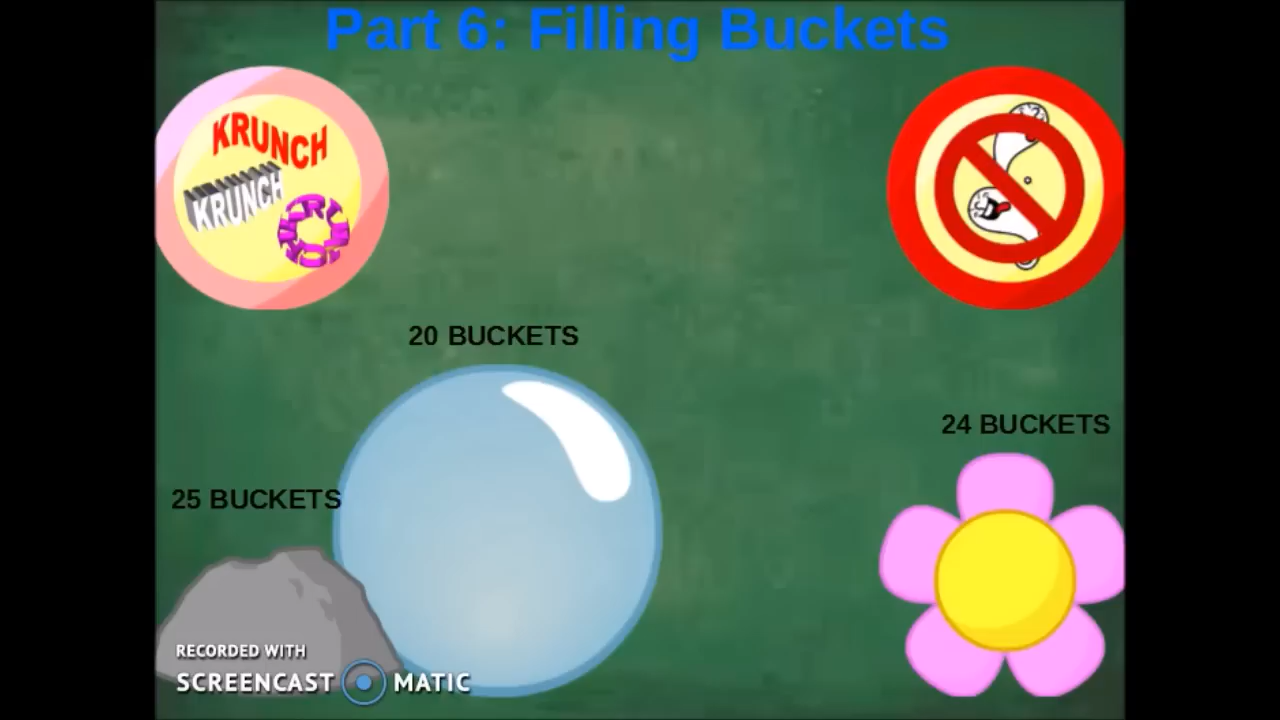 Part 6: Filling Buckets
KRUNCH
KRUNCH
20 BUCKETS
24 BUCKETS
25 BUCKETS
RECORDED WITH
SCREENCAST MATIC